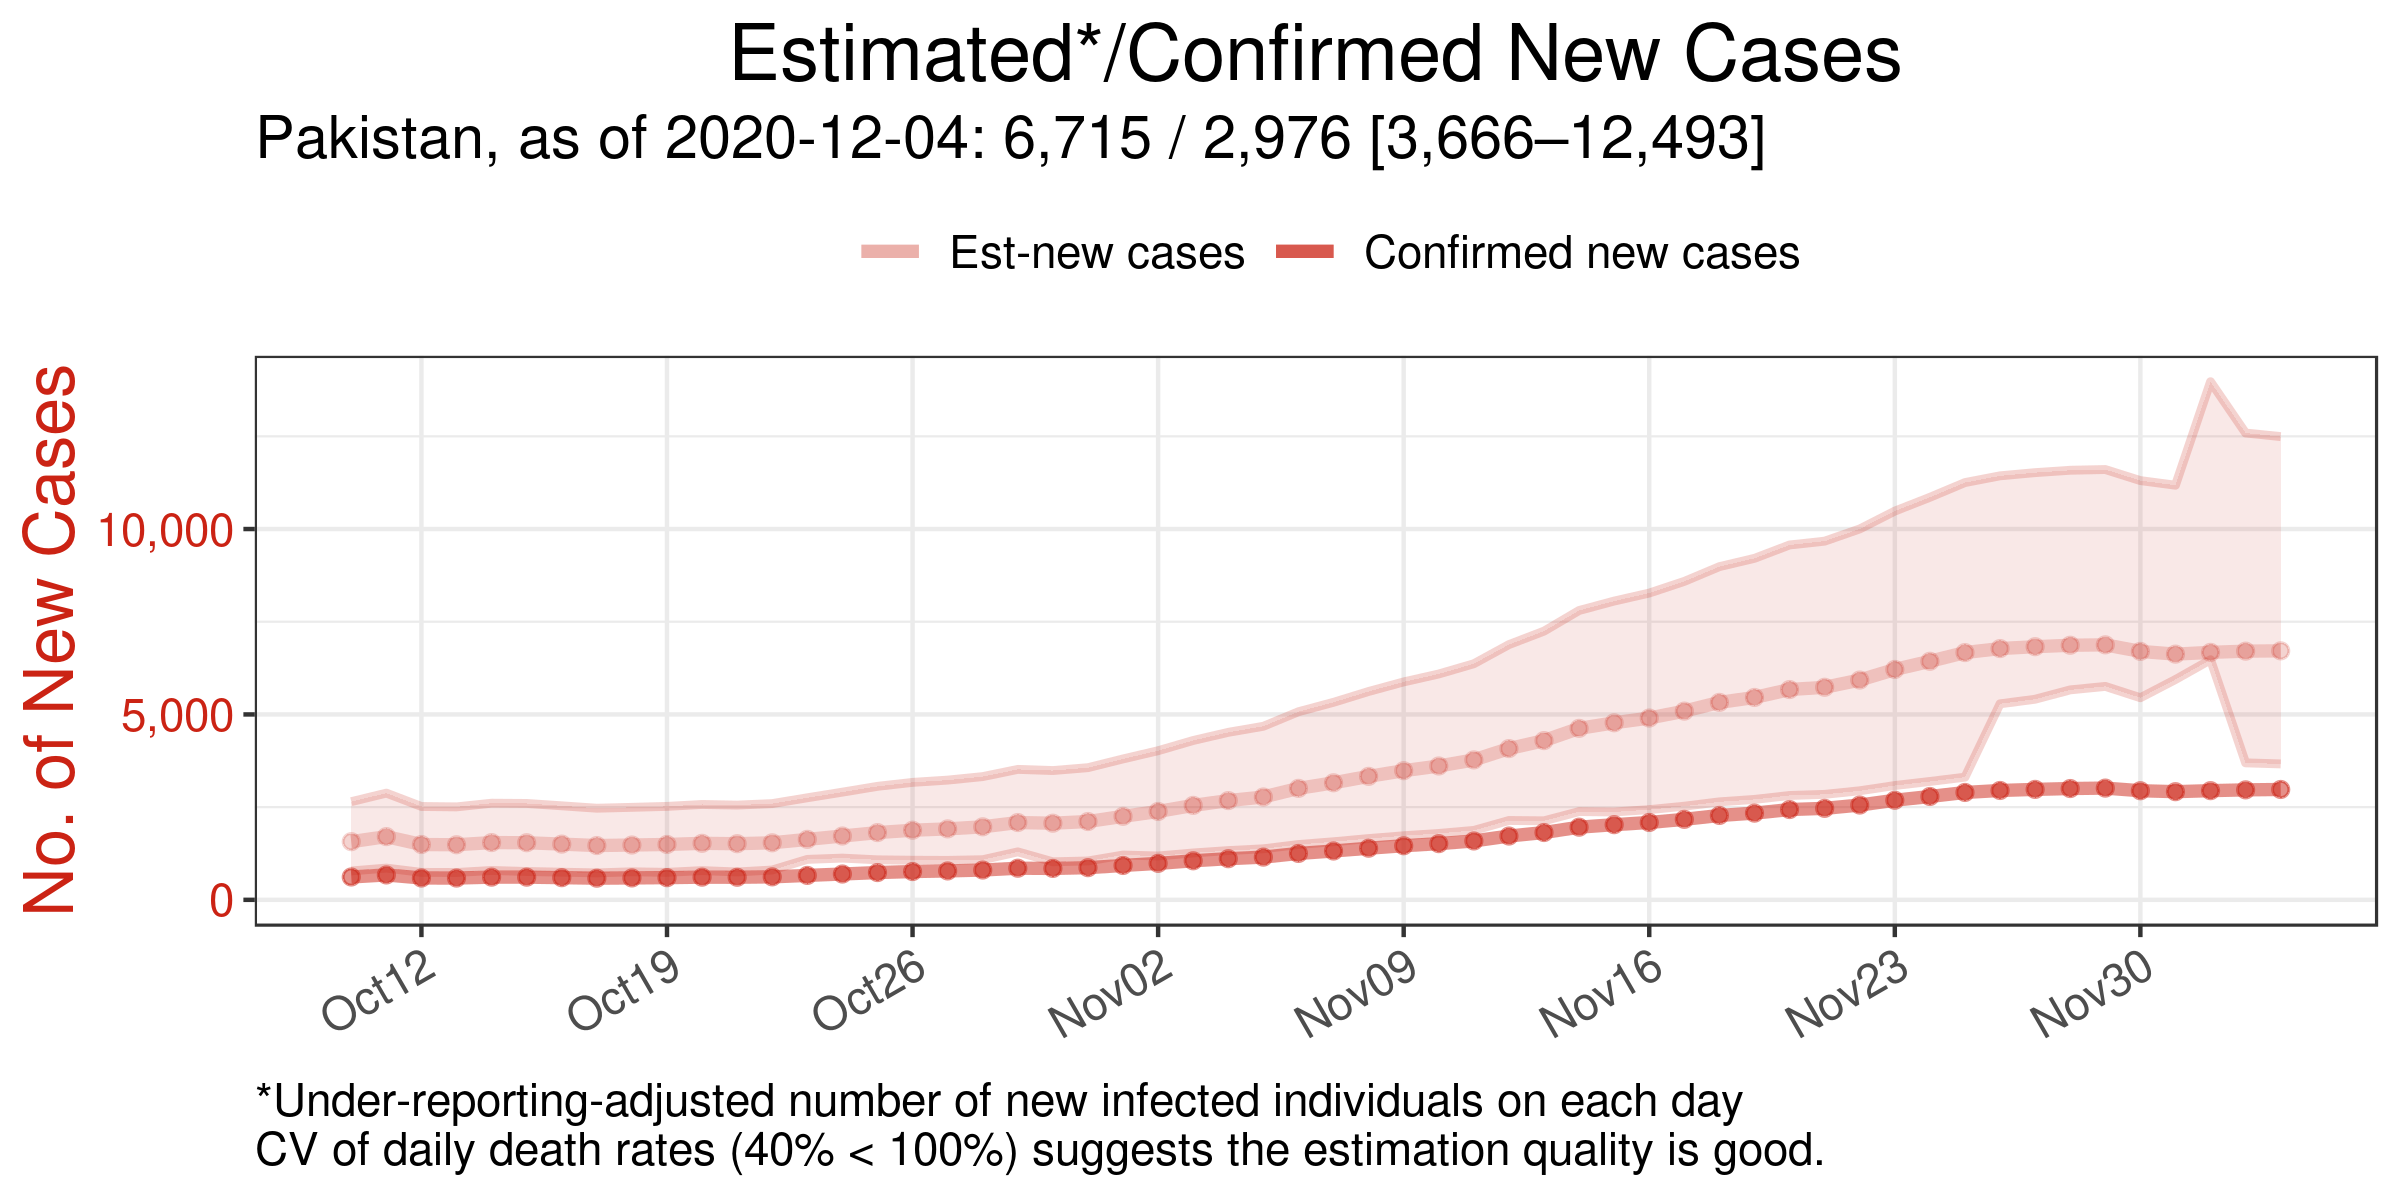 Estimated*/Confirmed New Cases
Pakistan, as of 2020-12-04: 6,715 / 2,976 [3,666–12,493]
Est-new cases Confirmed new cases
No. of New Cases
10,000
5,000
0
Oct12 Oct19 Oct26 Nov02 Nov09 Nov16 Nov23 Nov30
*Under-reporting-adjusted number of new infected individuals on each day
CV of daily death rates (40% < 100%) suggests the estimation quality is good.